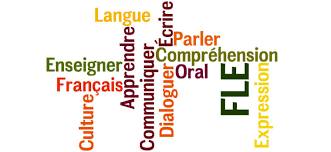 Langue
Écrire
Parler
Apprendre
Compréhension
Communiquer
Enseigner
Oral
Dialoguer
Français
FLE
Expression
Culture